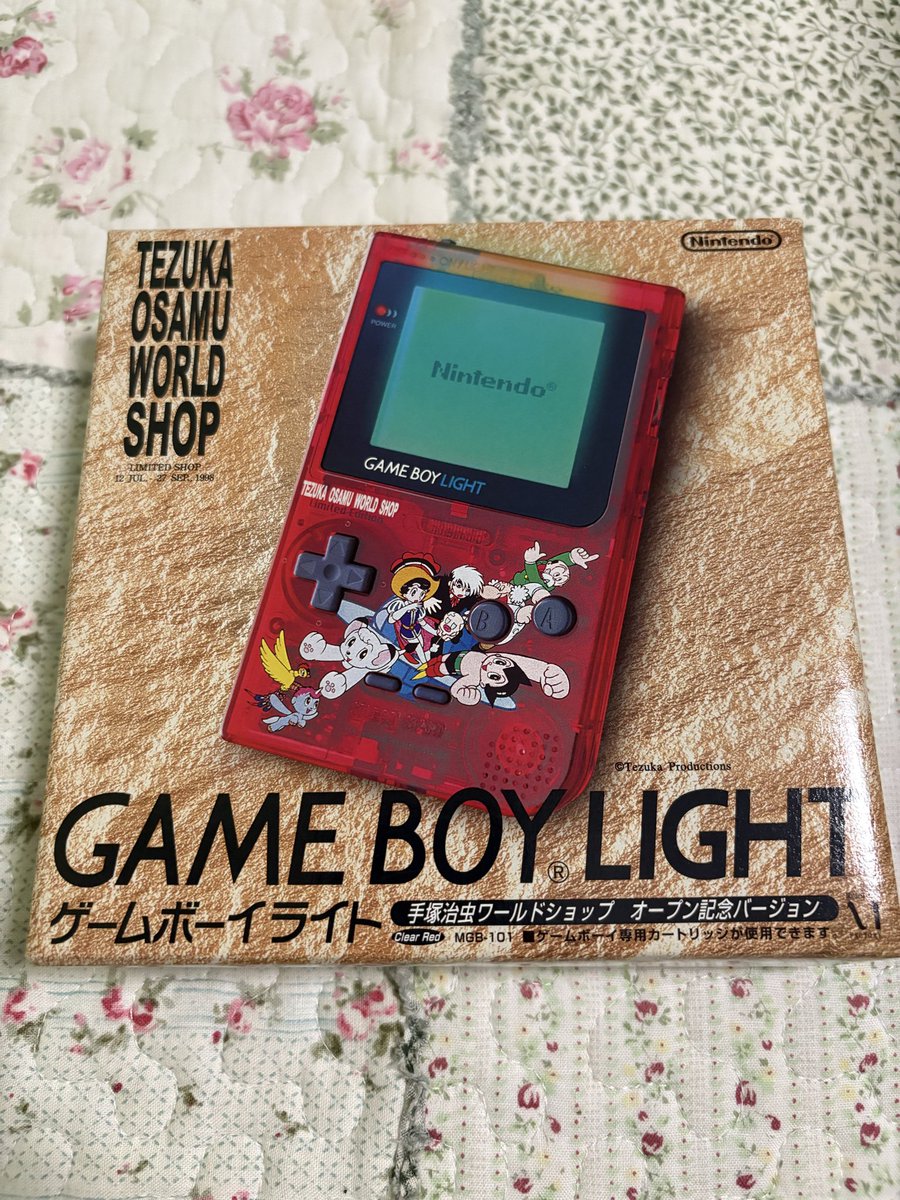 TEZUKA
OSAMU
WORLD
SHOP
LIMITED SHOP
12 JUL. - 27 SEP. 1998
Nintendo
POWER
Nintendo®
GAME BOY LIGHT
TEZUKA OSAMU WORLD SHOP
Limited edition
B
A
©Tezuka Productions
GAME BOY® LIGHT
ゲームボーイライト
手塚治虫ワールドショップ オープン記念バージョン
Clear Red MGB-101 ■ゲームボーイ専用カートリッジが使用できます。